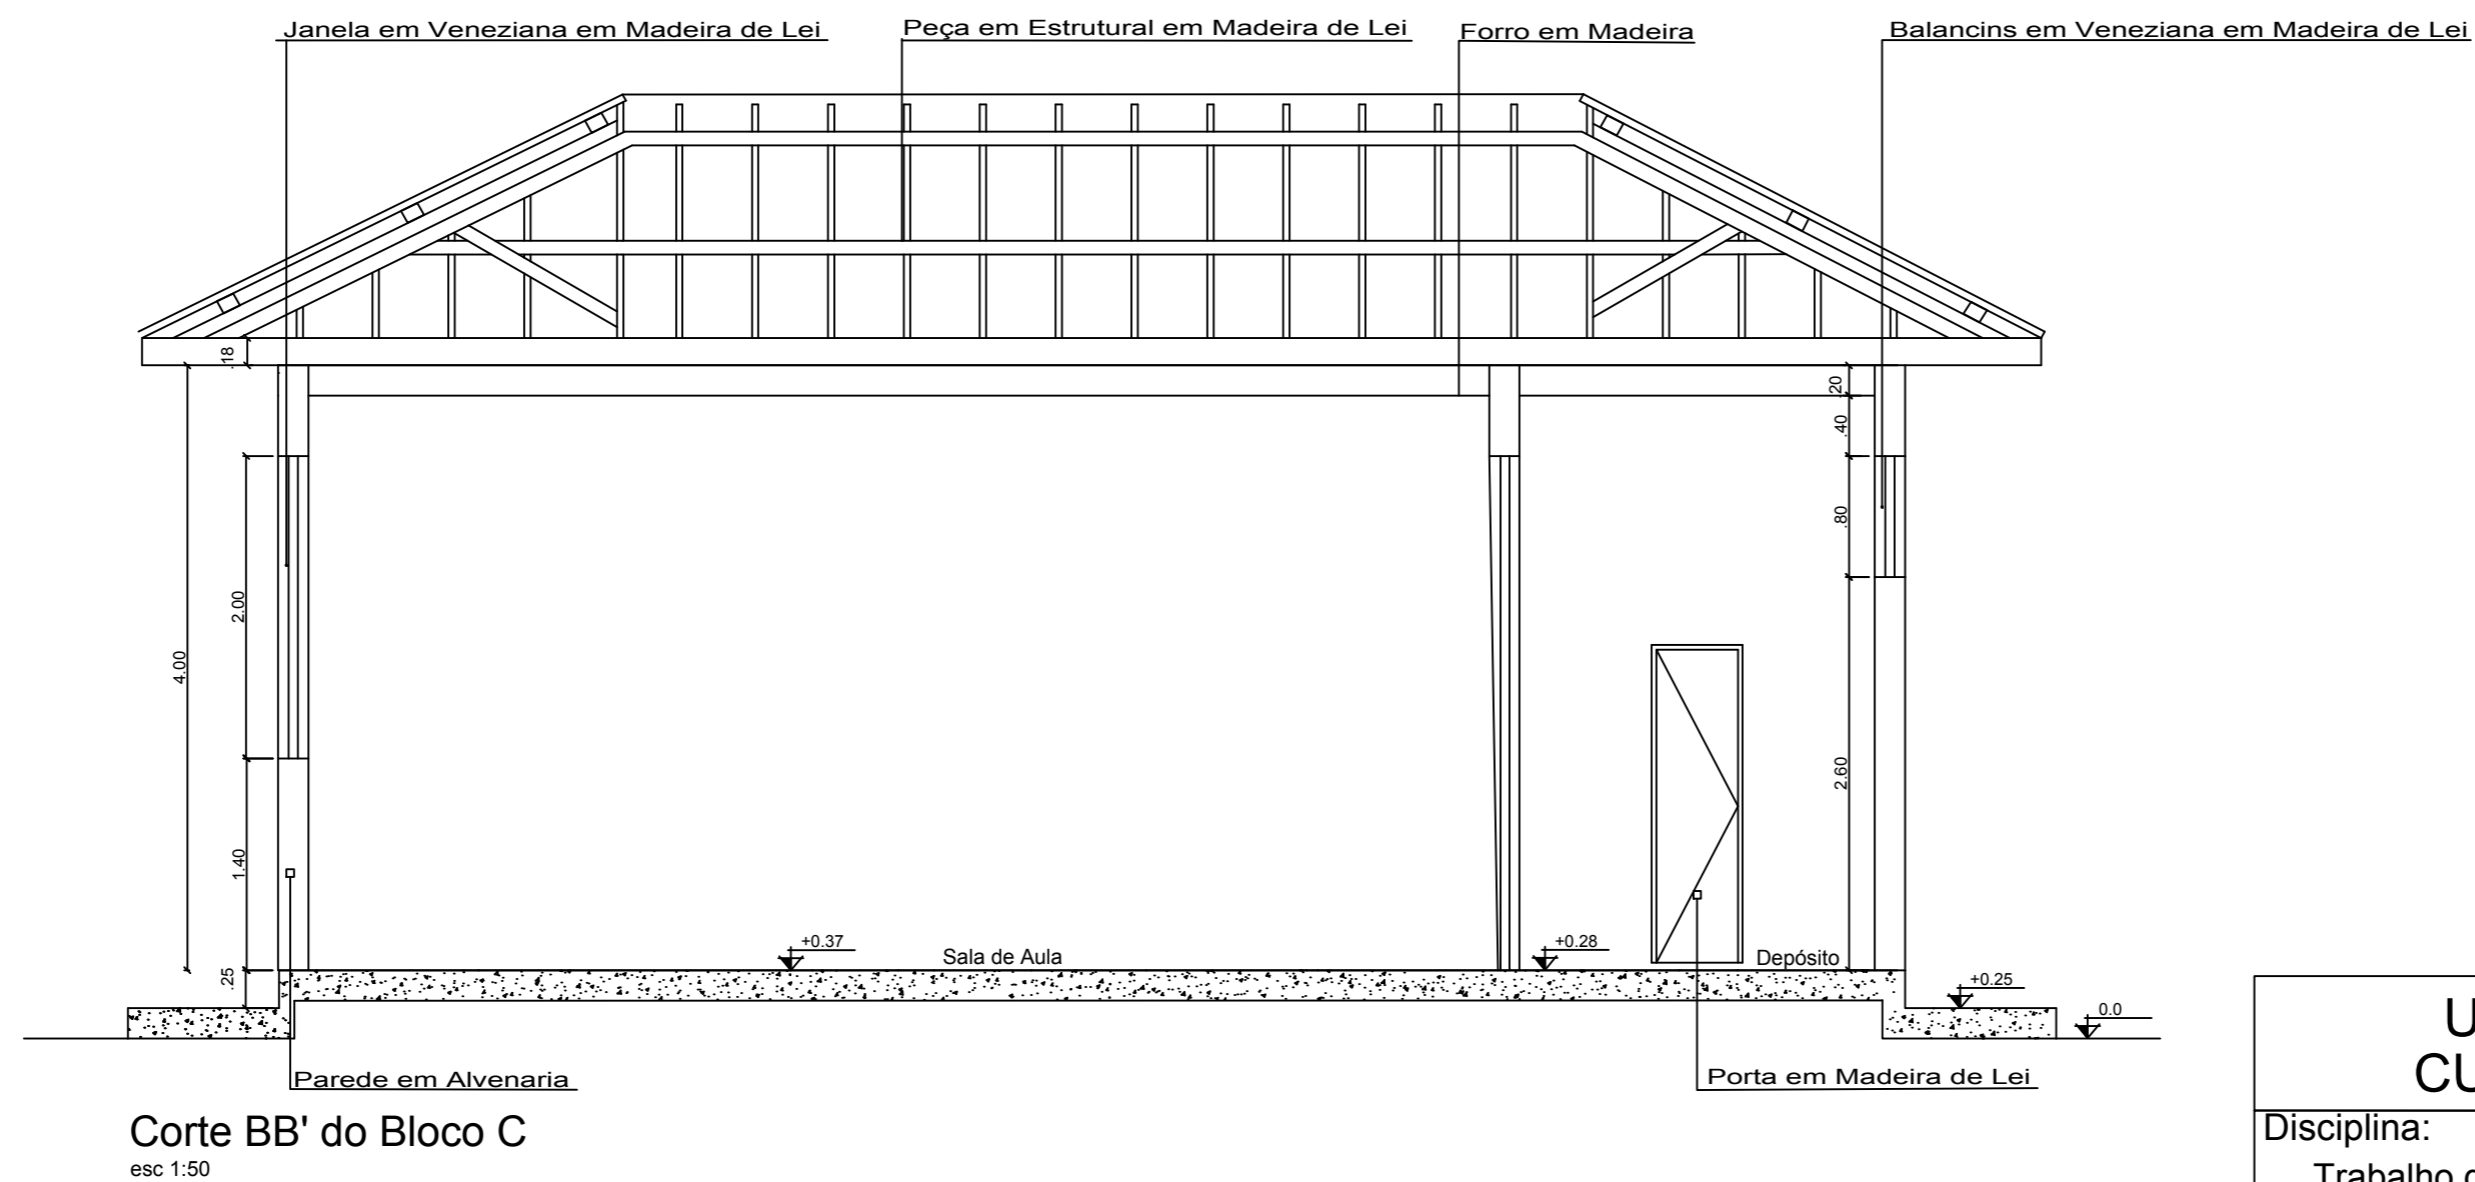 Janela em Veneziana em Madeira de Lei
Peça em Estrutural em Madeira de Lei
Forro em Madeira
Balancins em Veneziana em Madeira de Lei
.18
.20
.40
.80
2.00
4.00
2.60
1.40
+0.37
Sala de Aula
+0.28
Depósito
.25
+0.25
0.0
Parede em Alvenaria
Porta em Madeira de Lei
Corte BB' do Bloco C
esc 1:50
U
CU
Disciplina:
Trabalho